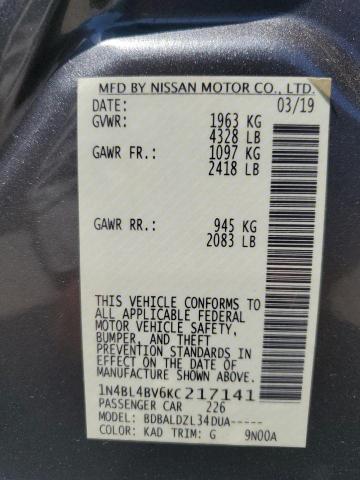 MFD BY NISSAN MOTOR CO., LTD.
DATE: 03/19
GVWR: 1963 KG
4328 LB
GAWR FR.: 1097 KG
2418 LB
GAWR RR.: 945 KG
2083 LB
THIS VEHICLE CONFORMS TO
ALL APPLICABLE FEDERAL
MOTOR VEHICLE SAFETY,
BUMPER, AND THEFT
PREVENTION STANDARDS IN
EFFECT ON THE DATE OF
MANUFACTURE SHOWN ABOVE.
1N4BL4BV6KC217141
PASSENGER CAR 226
MODEL: BDBALDZL34DUA-----
COLOR: KAD TRIM: G 9N00A